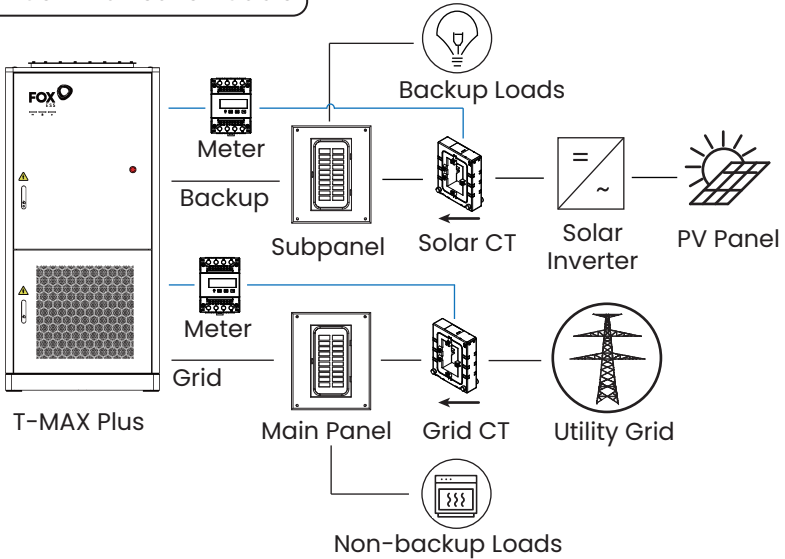 FOX
ESS
Backup Loads
Meter
Backup
Subpanel
Solar CT
Solar
Inverter
PV Panel
Meter
Grid
T-MAX Plus
Main Panel
Grid CT
Utility Grid
Non-backup Loads